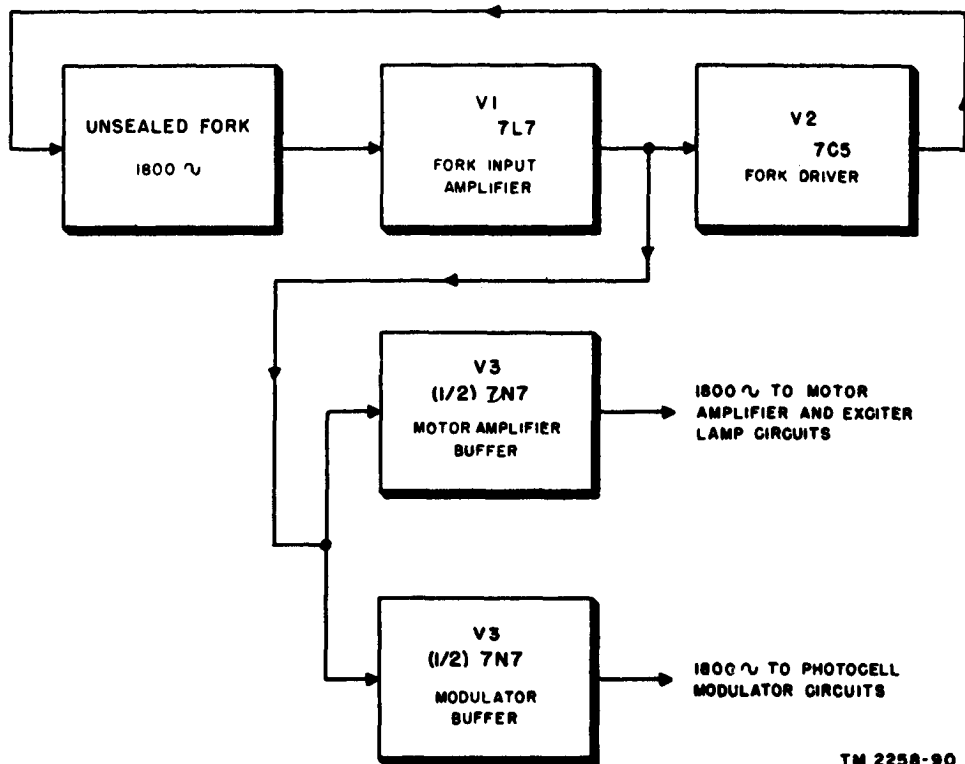 UNSEALED FORK
1800 ∿
V1
7L7
FORK INPUT
AMPLIFIER
V2
7C5
FORK DRIVER
V3
(1/2) 7N7
MOTOR AMPLIFIER
BUFFER
1800 ∿ TO MOTOR
AMPLIFIER AND EXCITER
LAMP CIRCUITS
V3
(1/2) 7N7
MODULATOR
BUFFER
1800 ∿ TO PHOTOCELL
MODULATOR CIRCUITS
TM 2258-90